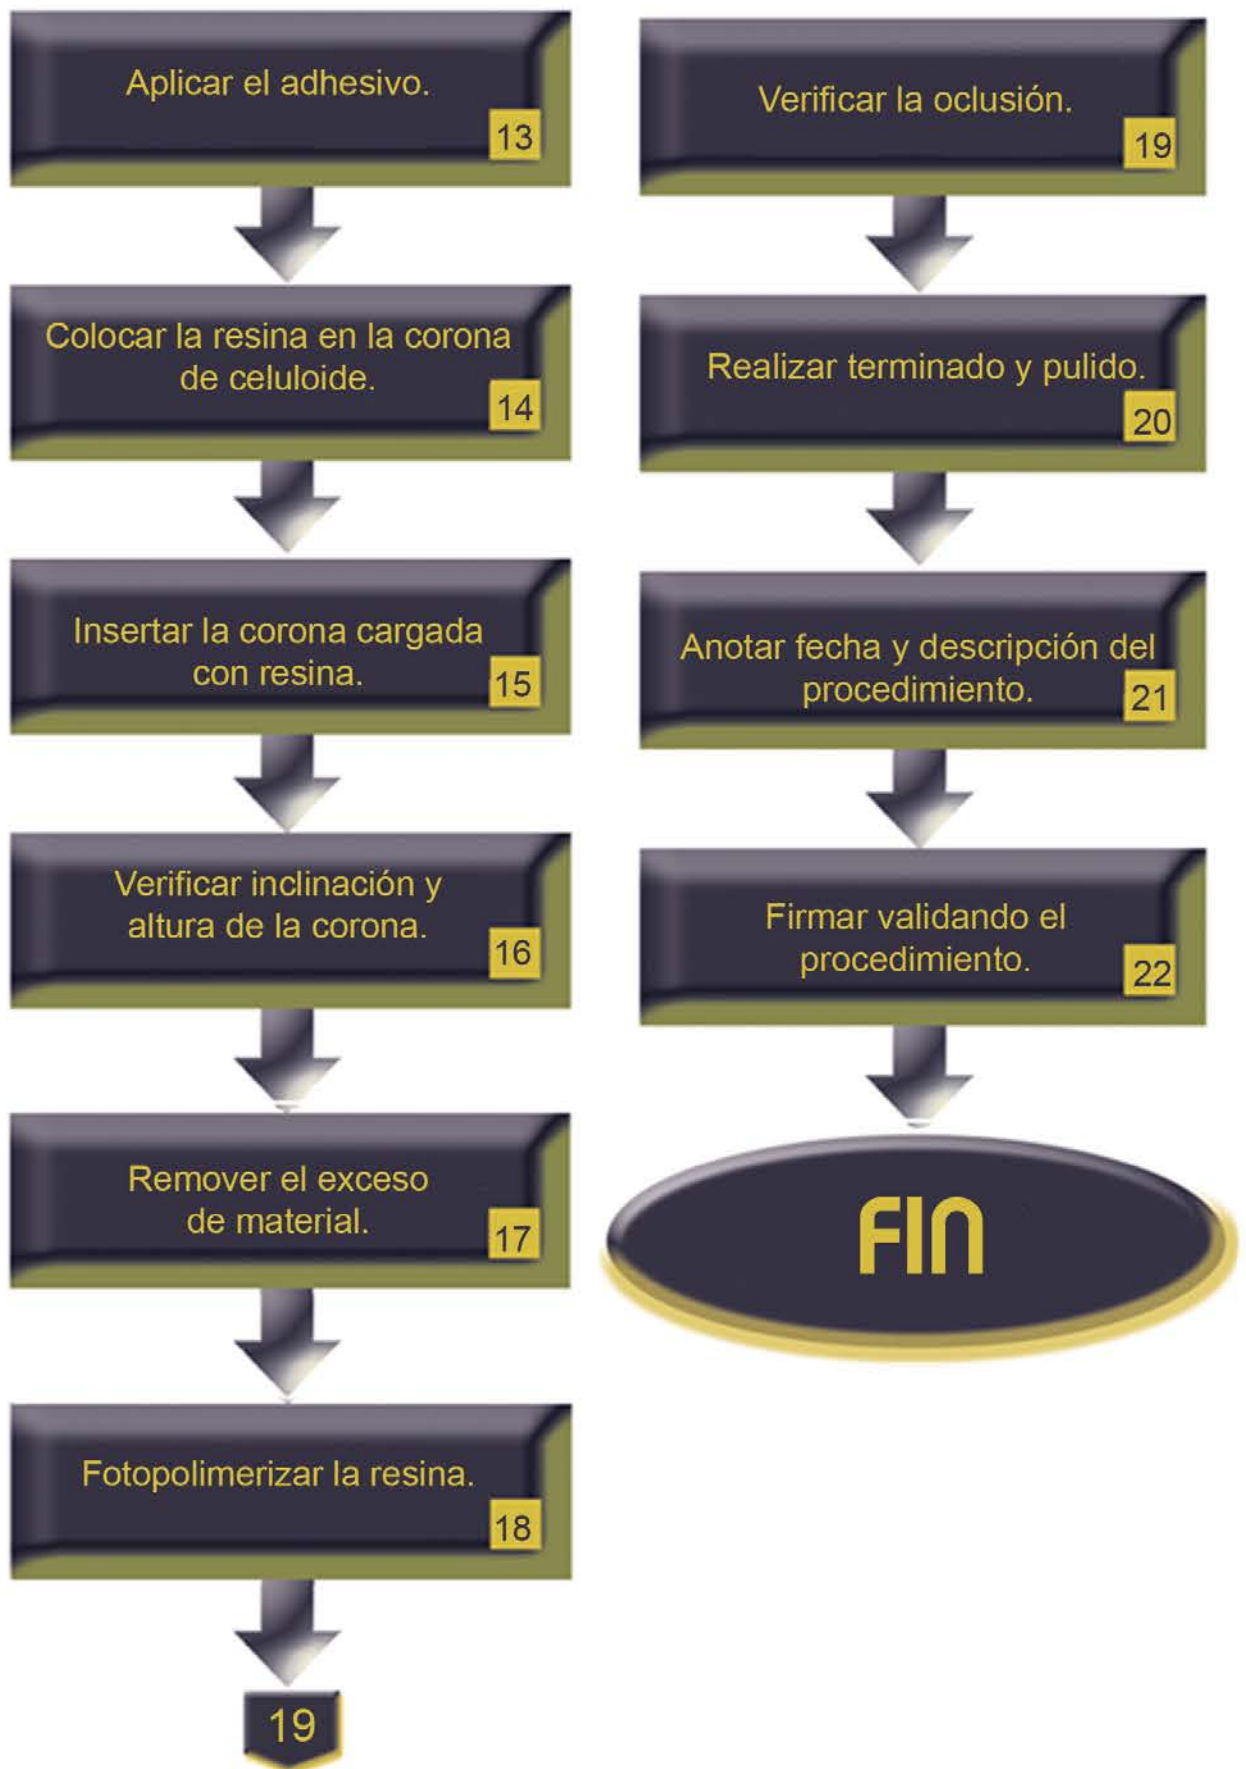 Aplicar el adhesivo.
13
Colocar la resina en la corona
de celuloide.
14
Insertar la corona cargada
con resina.
15
Verificar inclinación y
altura de la corona.
16
Remover el exceso
de material.
17
Fotopolimerizar la resina.
18
19
Verificar la oclusión.
19
Realizar terminado y pulido.
20
Anotar fecha y descripción del
procedimiento.
21
Firmar validando el
procedimiento.
22
FIN